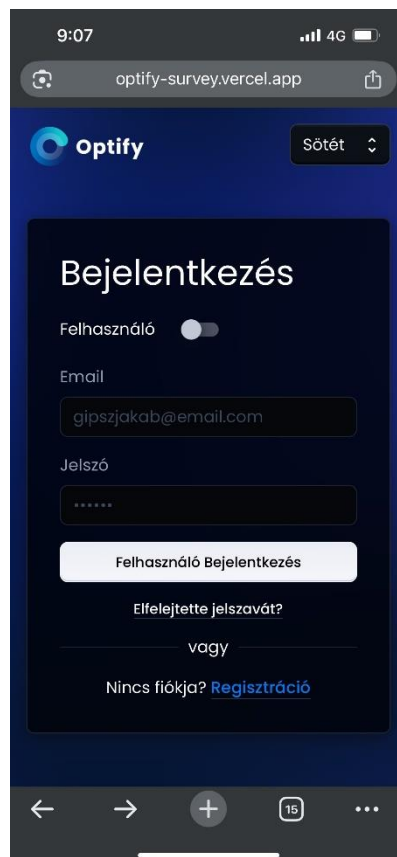 9:07
4G
optify-survey.vercel.app
Optify
Sötét
Bejelentkezés
Felhasználó
Email
gipszjakab@email.com
Jelszó
••••••
Felhasználó Bejelentkezés
Elfelejtette jelszavát?
vagy
Nincs fiókja? Regisztráció
15